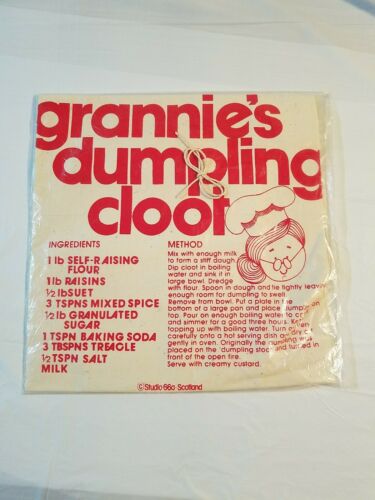 grannie's
dumpling
cloot
INGREDIENTS
1 lb SELF-RAISING
FLOUR
1 lb RAISINS
½ lb SUET
3 TSPNS MIXED SPICE
½ lb GRANULATED
SUGAR
1 TSPN BAKING SODA
3 TBSPNS TREACLE
½ TSPN SALT
MILK
METHOD
Mix with enough milk
to form a stiff dough.
Dip cloot in boiling
water and sink it in
large bowl. Dredge
with flour. Spoon in dough and tie tightly leaving
enough room for dumpling to swell.
Remove from bowl. Put a plate in the
bottom of a large pan and place dumpling on
top. Pour on enough boiling water to
and simmer for a good three hours. Keep
topping up with boiling water. Turn
carefully onto a hot serving dish and dry
gently in oven. Originally the dumpling was
placed on the 'dumpling stool' and turned in
front of the open fire.
Serve with creamy custard.
© Studio 66c Scotland